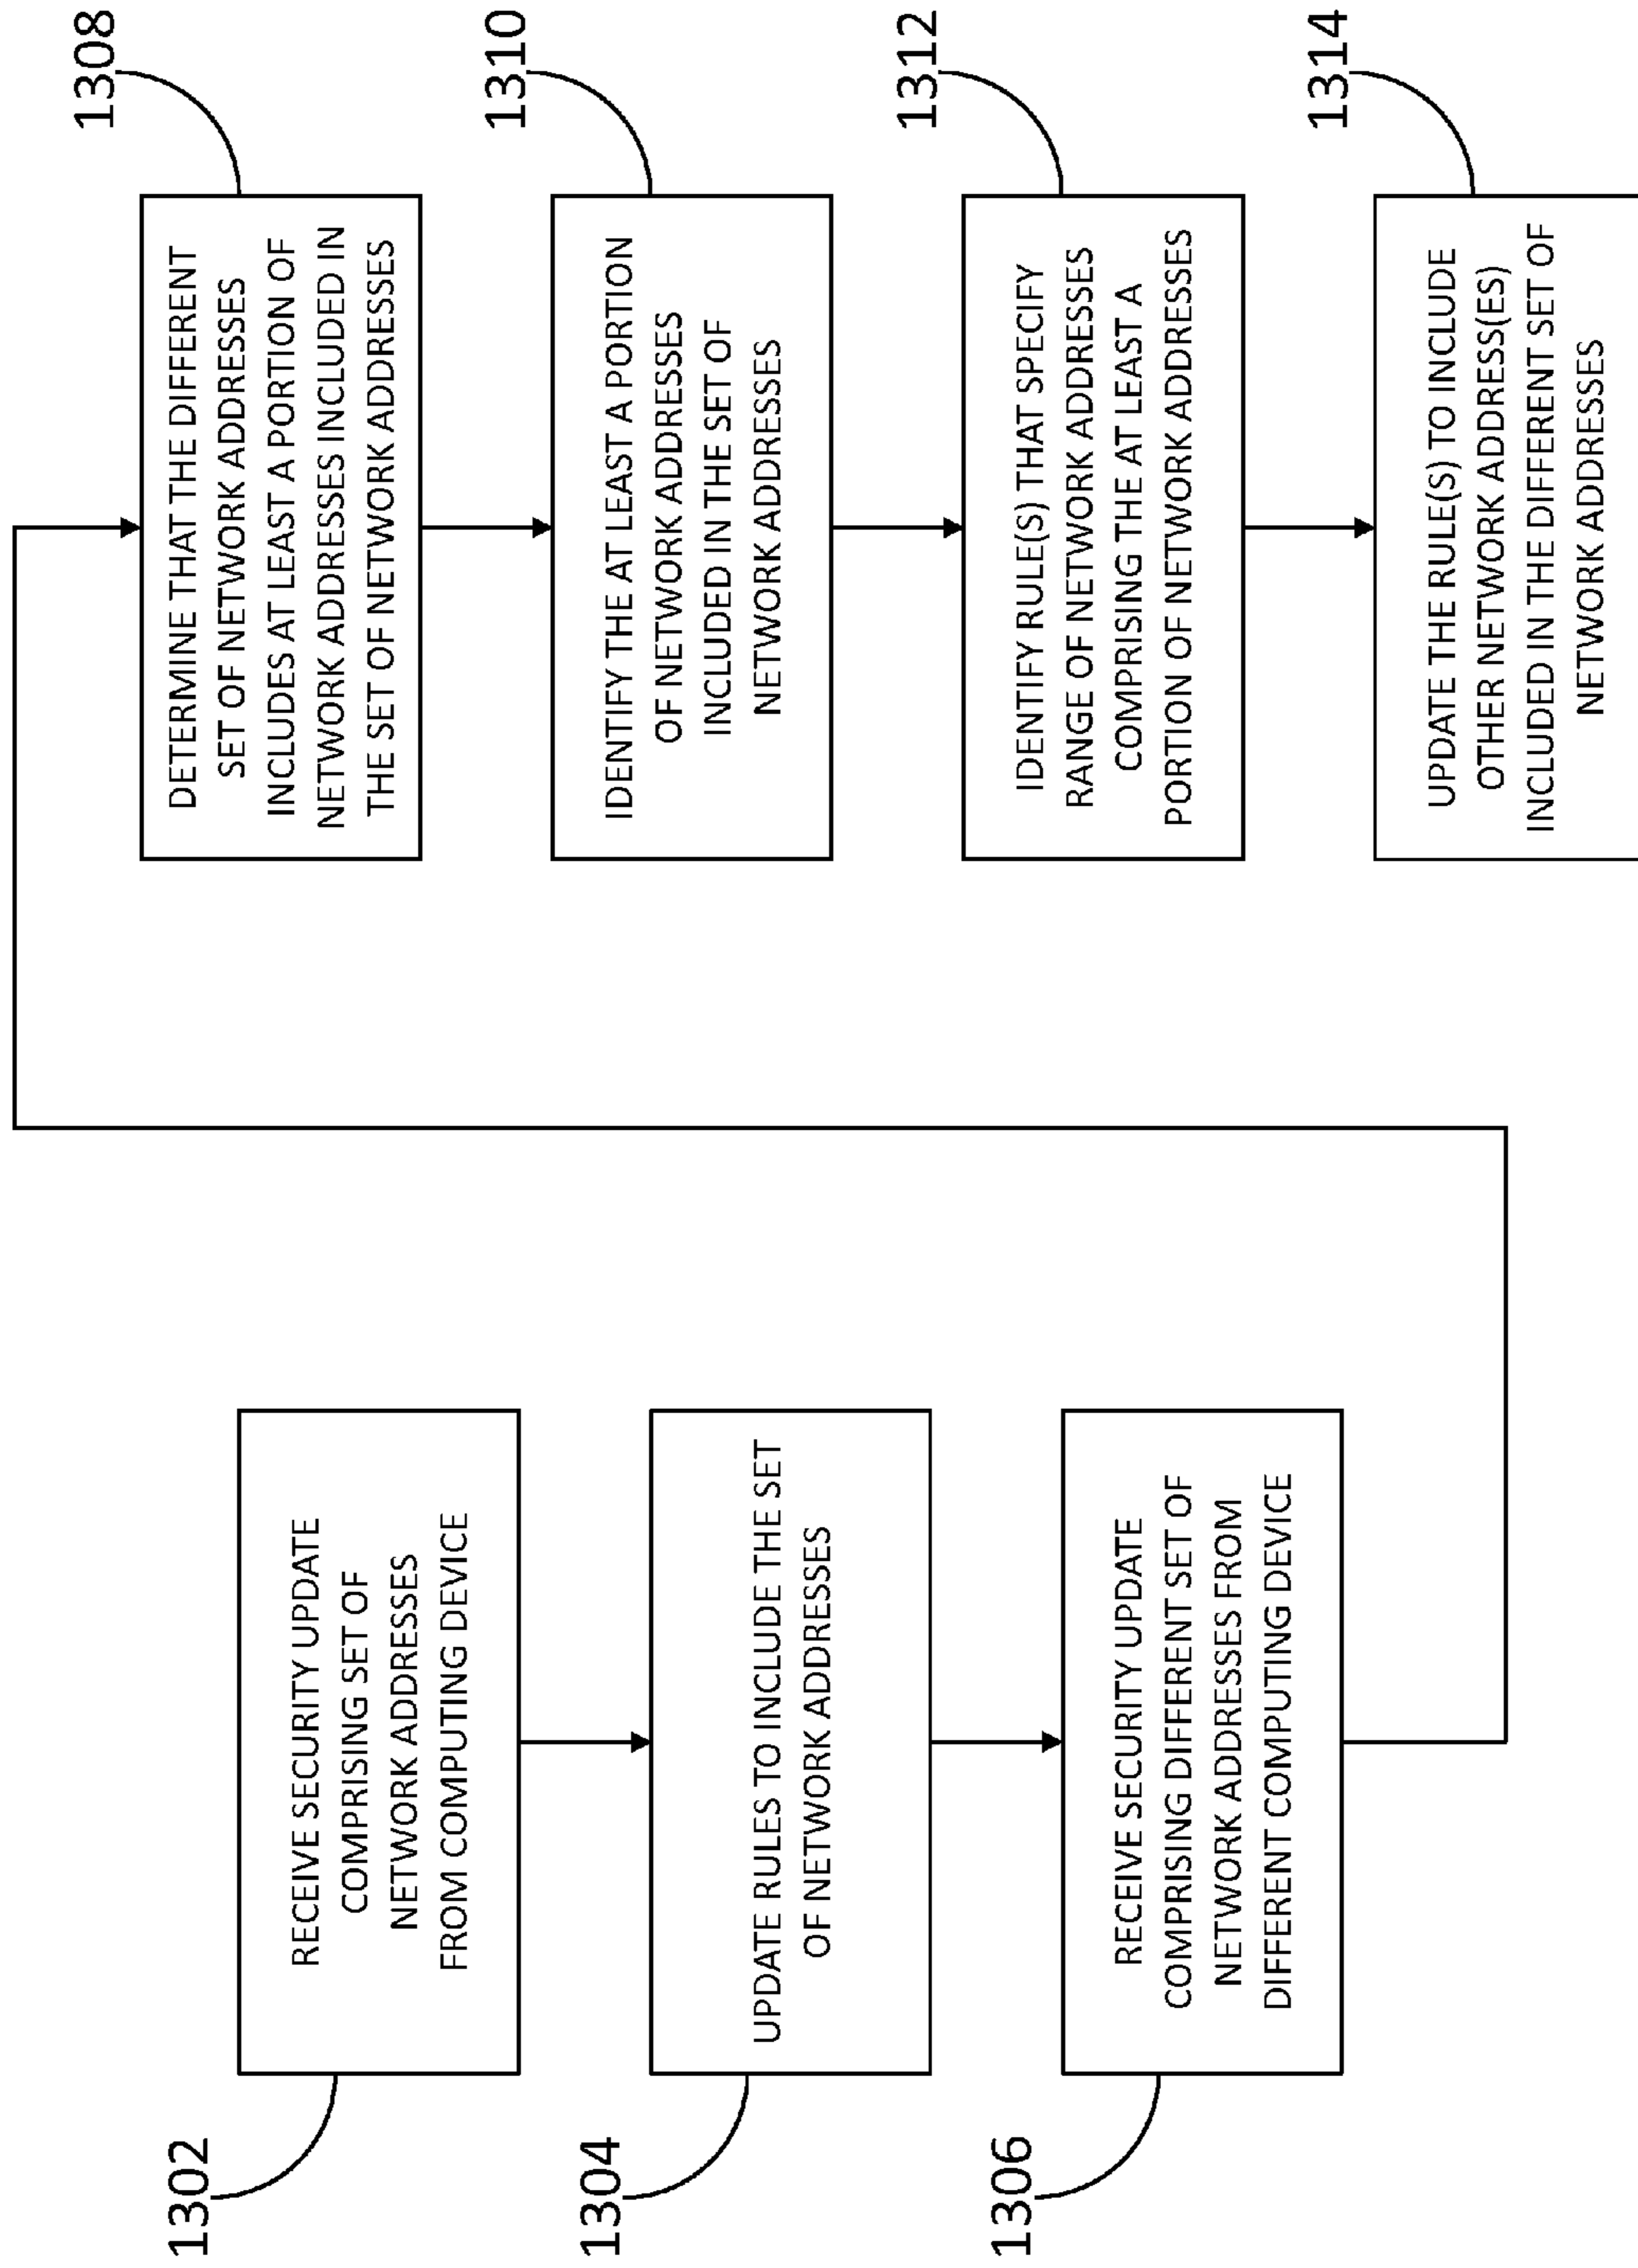 1302
RECEIVE SECURITY UPDATE
COMPRISING SET OF
NETWORK ADDRESSES
FROM COMPUTING DEVICE
1304
UPDATE RULES TO INCLUDE THE SET
OF NETWORK ADDRESSES
1306
RECEIVE SECURITY UPDATE
COMPRISING DIFFERENT SET OF
NETWORK ADDRESSES FROM
DIFFERENT COMPUTING DEVICE
1308
DETERMINE THAT THE DIFFERENT
SET OF NETWORK ADDRESSES
INCLUDES AT LEAST A PORTION OF
NETWORK ADDRESSES INCLUDED IN
THE SET OF NETWORK ADDRESSES
1310
IDENTIFY THE AT LEAST A PORTION
OF NETWORK ADDRESSES
INCLUDED IN THE SET OF
NETWORK ADDRESSES
1312
IDENTIFY RULE(S) THAT SPECIFY
RANGE OF NETWORK ADDRESSES
COMPRISING THE AT LEAST A
PORTION OF NETWORK ADDRESSES
1314
UPDATE THE RULE(S) TO INCLUDE
OTHER NETWORK ADDRESS(ES)
INCLUDED IN THE DIFFERENT SET OF
NETWORK ADDRESSES